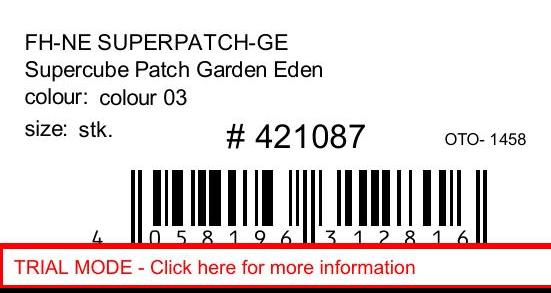 FH-NE SUPERPATCH-GE
Supercube Patch Garden Eden
colour: colour 03
size: stk.
# 421087
OTO- 1458
4 058196 312816
TRIAL MODE - Click here for more information